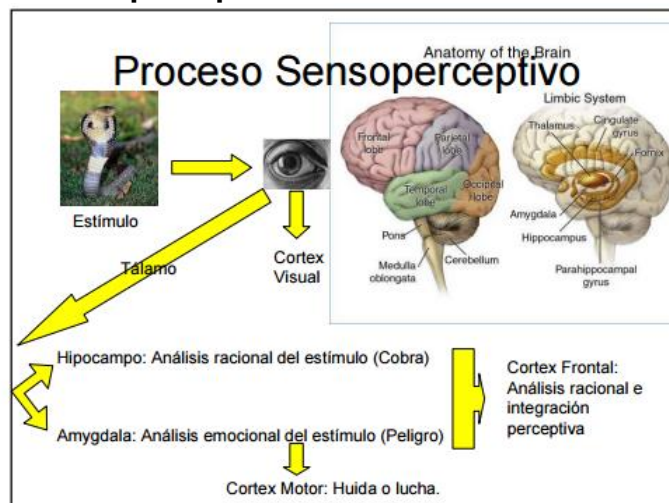 Anatomy of the Brain
Proceso Sensoperceptivo
Limbic System
Frontal
lobe
Parietal
lobe
Temporal
lobe
Occipital
lobe
Pons
Medulla
oblongata
Cerebellum
Thalamus
Cingulate
gyrus
Fornix
Amygdala
Hippocampus
Parahippocampal
gyrus
Estímulo
Cortex
Visual
Tálamo
Hipocampo: Análisis racional del estímulo (Cobra)
Amygdala: Análisis emocional del estímulo (Peligro)
Cortex Frontal:
Análisis racional e
integración
perceptiva
Cortex Motor: Huida o lucha.